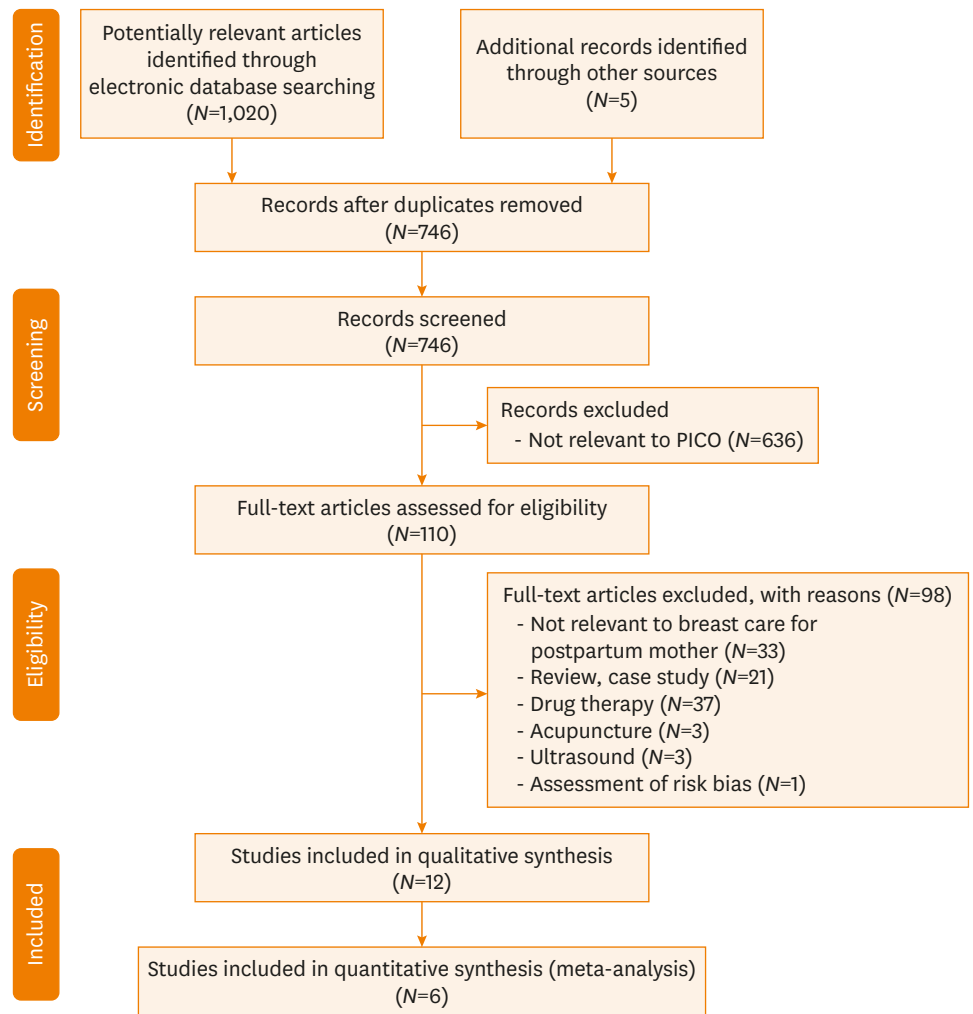 Identification
Potentially relevant articles
identified through
electronic database searching
(N=1,020)
Additional records identified
through other sources
(N=5)
Records after duplicates removed
(N=746)
Screening
Records screened
(N=746)
Records excluded
- Not relevant to PICO (N=636)
Full-text articles assessed for eligibility
(N=110)
Eligibility
Full-text articles excluded, with reasons (N=98)
- Not relevant to breast care for
postpartum mother (N=33)
- Review, case study (N=21)
- Drug therapy (N=37)
- Acupuncture (N=3)
- Ultrasound (N=3)
- Assessment of risk bias (N=1)
Included
Studies included in qualitative synthesis
(N=12)
Studies included in quantitative synthesis (meta-analysis)
(N=6)